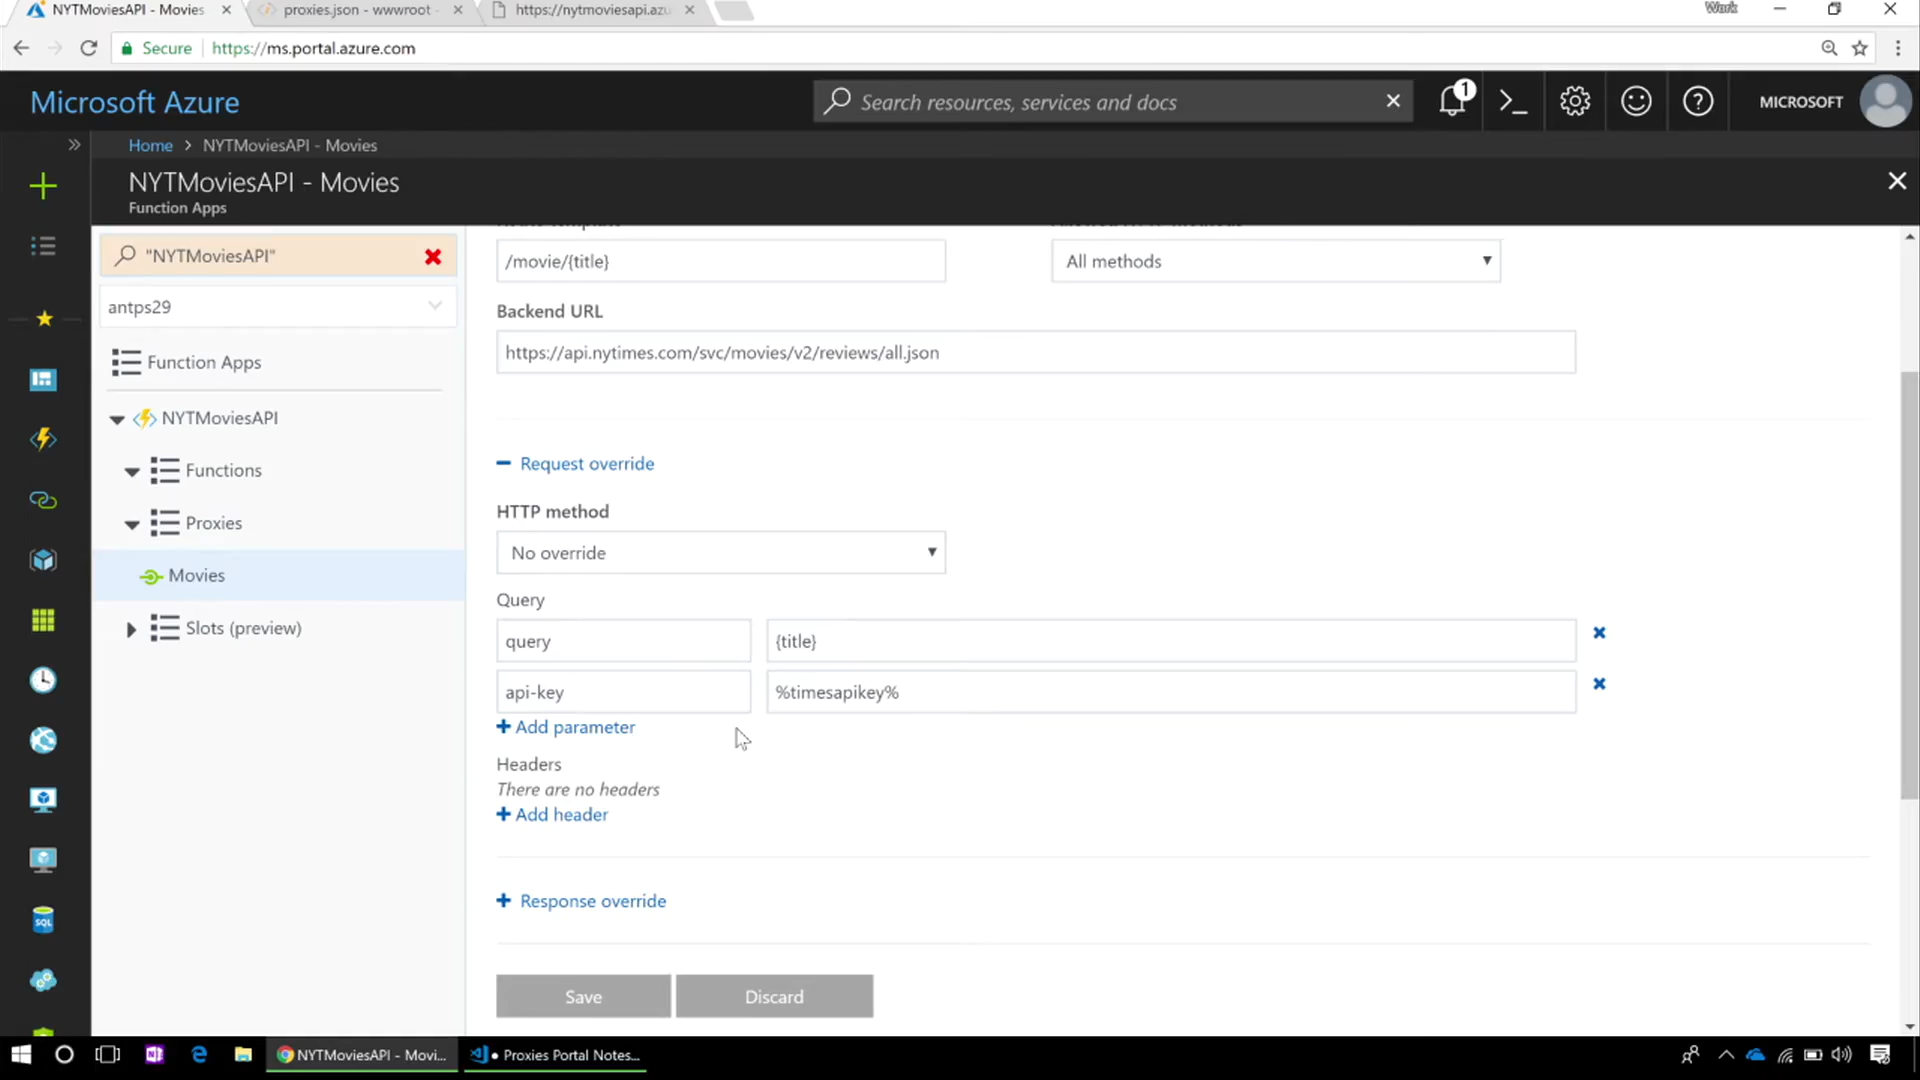 NYTMoviesAPI - Movies
proxies.json - wwwroot -
https://nytmoviesapi.azu
Work
Secure
https://ms.portal.azure.com
Microsoft Azure
Search resources, services and docs
1
MICROSOFT
Home > NYTMoviesAPI - Movies
NYTMoviesAPI - Movies
Function Apps
"NYTMoviesAPI"
antps29
Function Apps
NYTMoviesAPI
Functions
Proxies
Movies
Slots (preview)
/movie/{title}
All methods
Backend URL
https://api.nytimes.com/svc/movies/v2/reviews/all.json
Request override
HTTP method
No override
Query
query
{title}
api-key
%timesapikey%
Add parameter
Headers
There are no headers
Add header
Response override
Save
Discard
SQL
NYTMoviesAPI - Movi...
• Proxies Portal Notes...